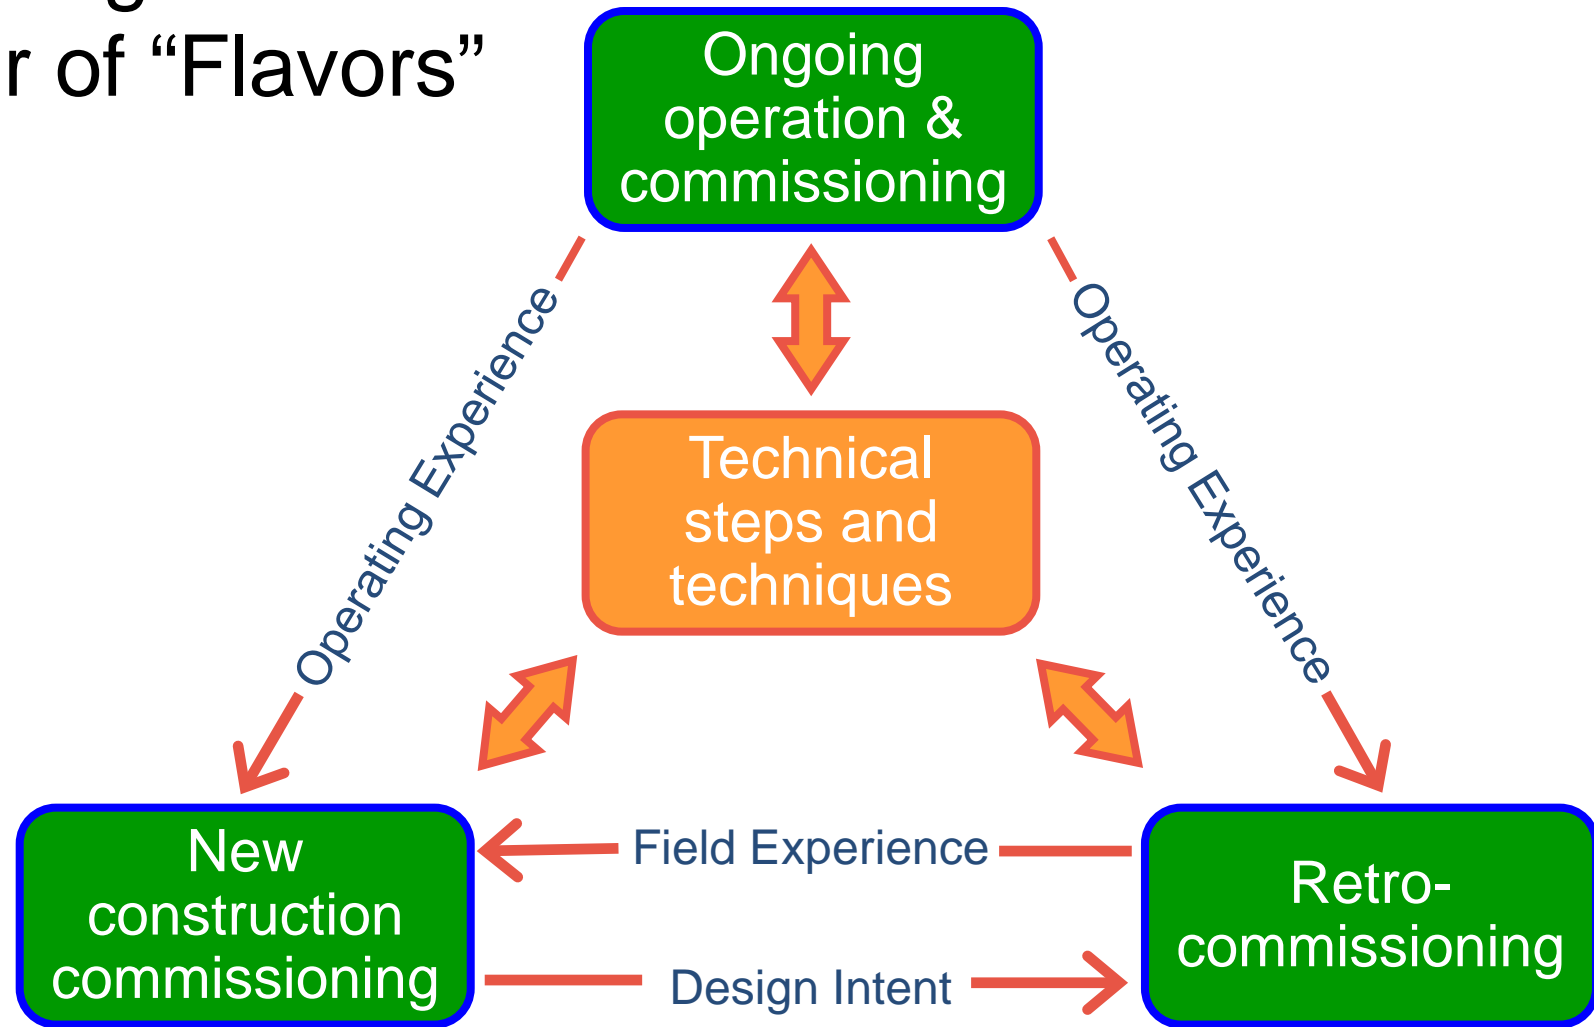 r of “Flavors”
Ongoing
operation &
commissioning
Operating Experience
Operating Experience
Technical
steps and
techniques
New
construction
commissioning
Field Experience
Design Intent
Retro-
commissioning